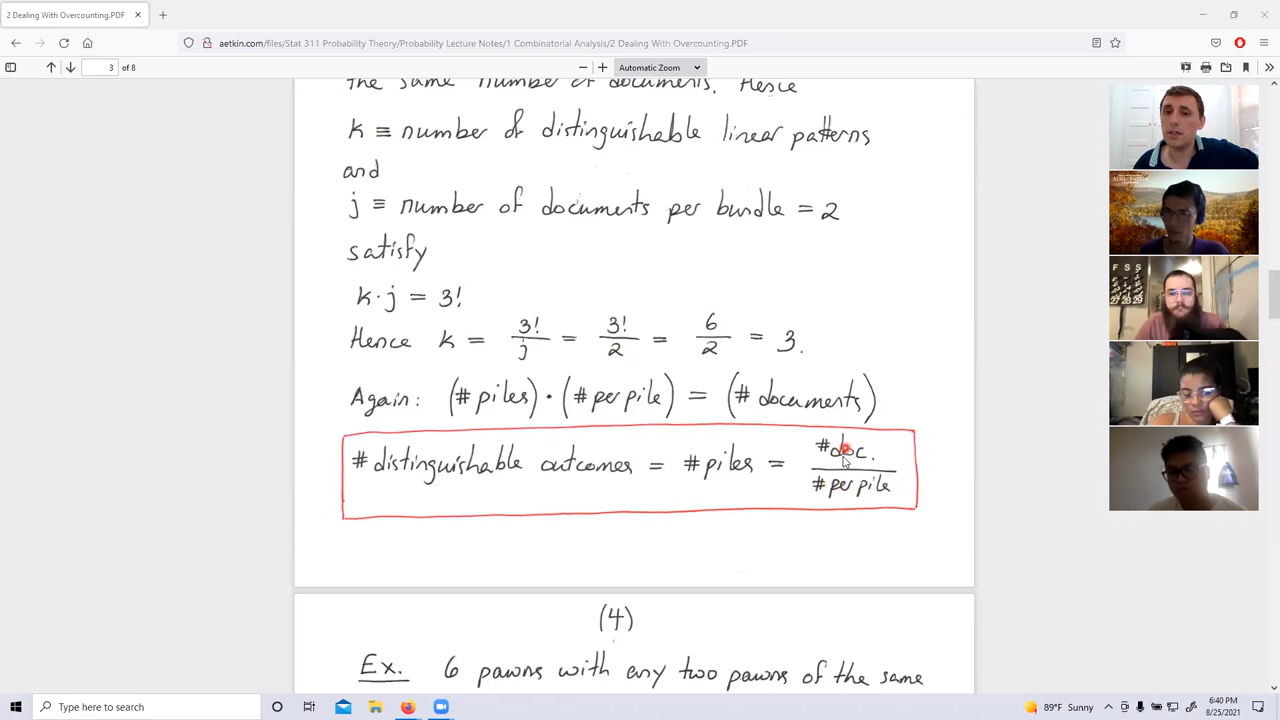 2 Dealing With Overcounting.PDF
aetkin.com/files/Stat 311 Probability Theory/Probability Lecture Notes/1 Combinatorial Analysis/2 Dealing With Overcounting.PDF
3 of 8
Automatic Zoom
the same number of documents. Hence
k ≡ number of distinguishable linear patterns
and
j ≡ number of documents per bundle = 2
satisfy
k·j = 3!
Hence k = 3!/j = 3!/2 = 6/2 = 3.
Again: (# piles) • (# per pile) = (# documents)
# distinguishable outcomes = # piles = #doc. / # per pile
(4)
Ex. 6 pawns with any two pawns of the same
F S S
Type here to search
89°F Sunny
6:40 PM
8/25/2021